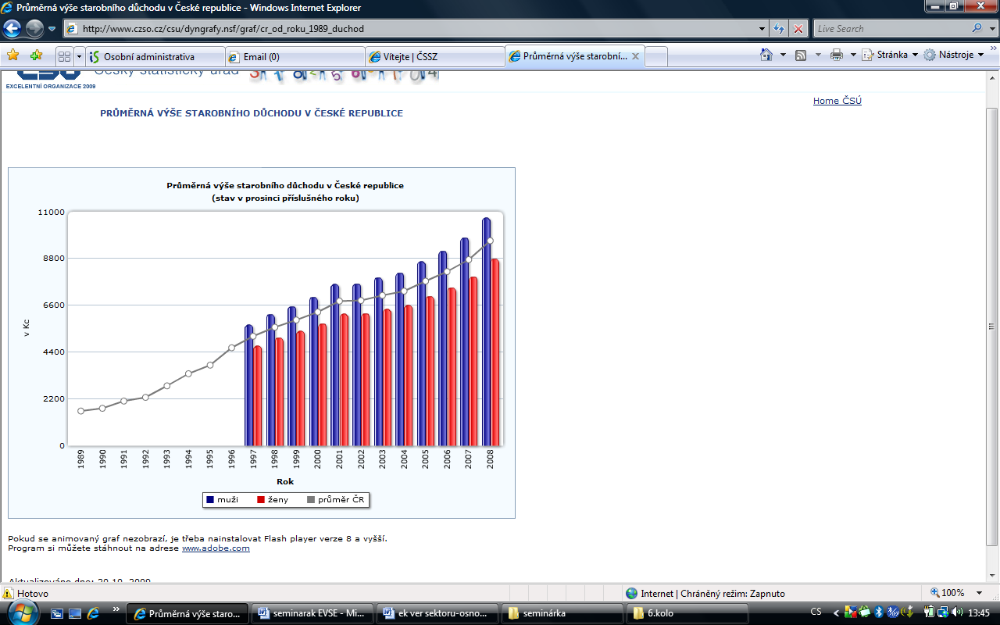 Průměrná výše starobního důchodu v České republice - Windows Internet Explorer
http://www.czso.cz/csu/dyngrafy.nsf/graf/cr_od_roku_1989_duchod
Live Search
Osobní administrativa
Email (0)
Vítejte | ČSSZ
Průměrná výše starobní...
Stránka
Nástroje
Český statistický úřad
EXCELENTNÍ ORGANIZACE 2009
Home ČSÚ
PRŮMĚRNÁ VÝŠE STAROBNÍHO DŮCHODU V ČESKÉ REPUBLICE
Průměrná výše starobního důchodu v České republice
(stav v prosinci příslušného roku)
11000
8800
6600
4400
2200
0
v Kc
1989 1990 1991 1992 1993 1994 1995 1996 1997 1998 1999 2000 2001 2002 2003 2004 2005 2006 2007 2008
Rok
muži ženy průměr ČR
Pokud se animovaný graf nezobrazí, je třeba nainstalovat Flash player verze 8 a vyšší.
Program si můžete stáhnout na adrese www.adobe.com
Aktualizováno dne: 20.10. 2009
Hotovo
Internet | Chráněný režim: Zapnuto
100%
Průměrná výše staro...
seminarak EVSE - Mi...
ek ver sektoru-osno...
seminárka
6.kolo
CS
13:45